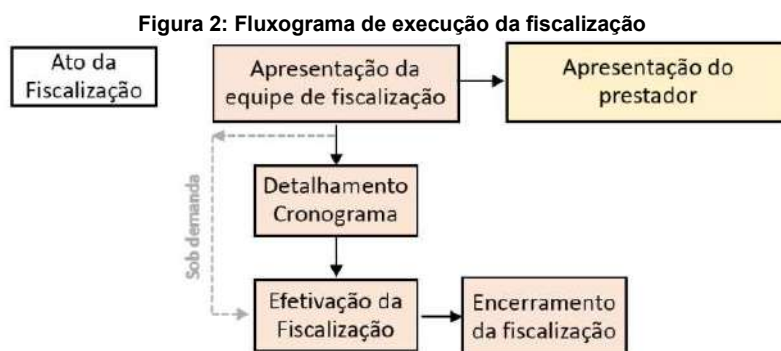 Figura 2: Fluxograma de execução da fiscalização
Ato da
Fiscalização
Apresentação da
equipe de fiscalização
Apresentação do
prestador
Detalhamento
Cronograma
Sob demanda
Efetivação da
Fiscalização
Encerramento
da fiscalização